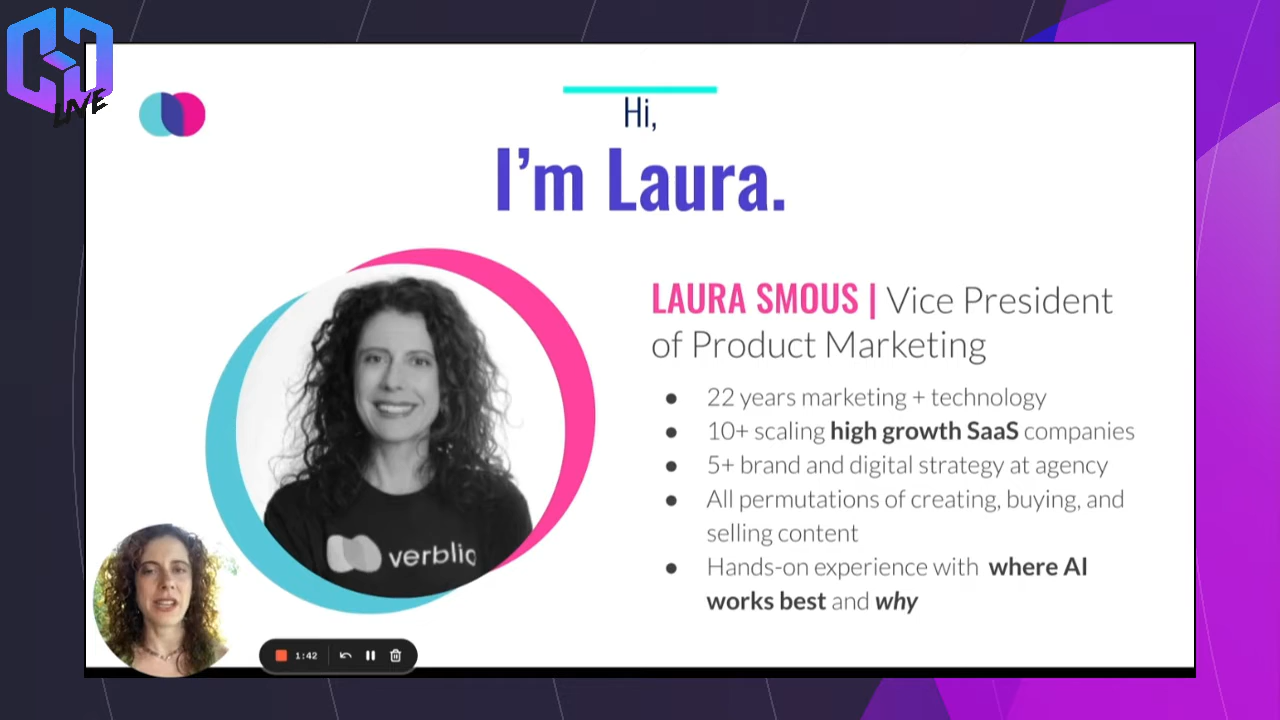 LIVE
Hi,
I'm Laura.
LAURA SMOUS | Vice President
of Product Marketing
● 22 years marketing + technology
● 10+ scaling high growth SaaS companies
● 5+ brand and digital strategy at agency
● All permutations of creating, buying, and
selling content
● Hands-on experience with where AI
works best and why
verblio
1:42